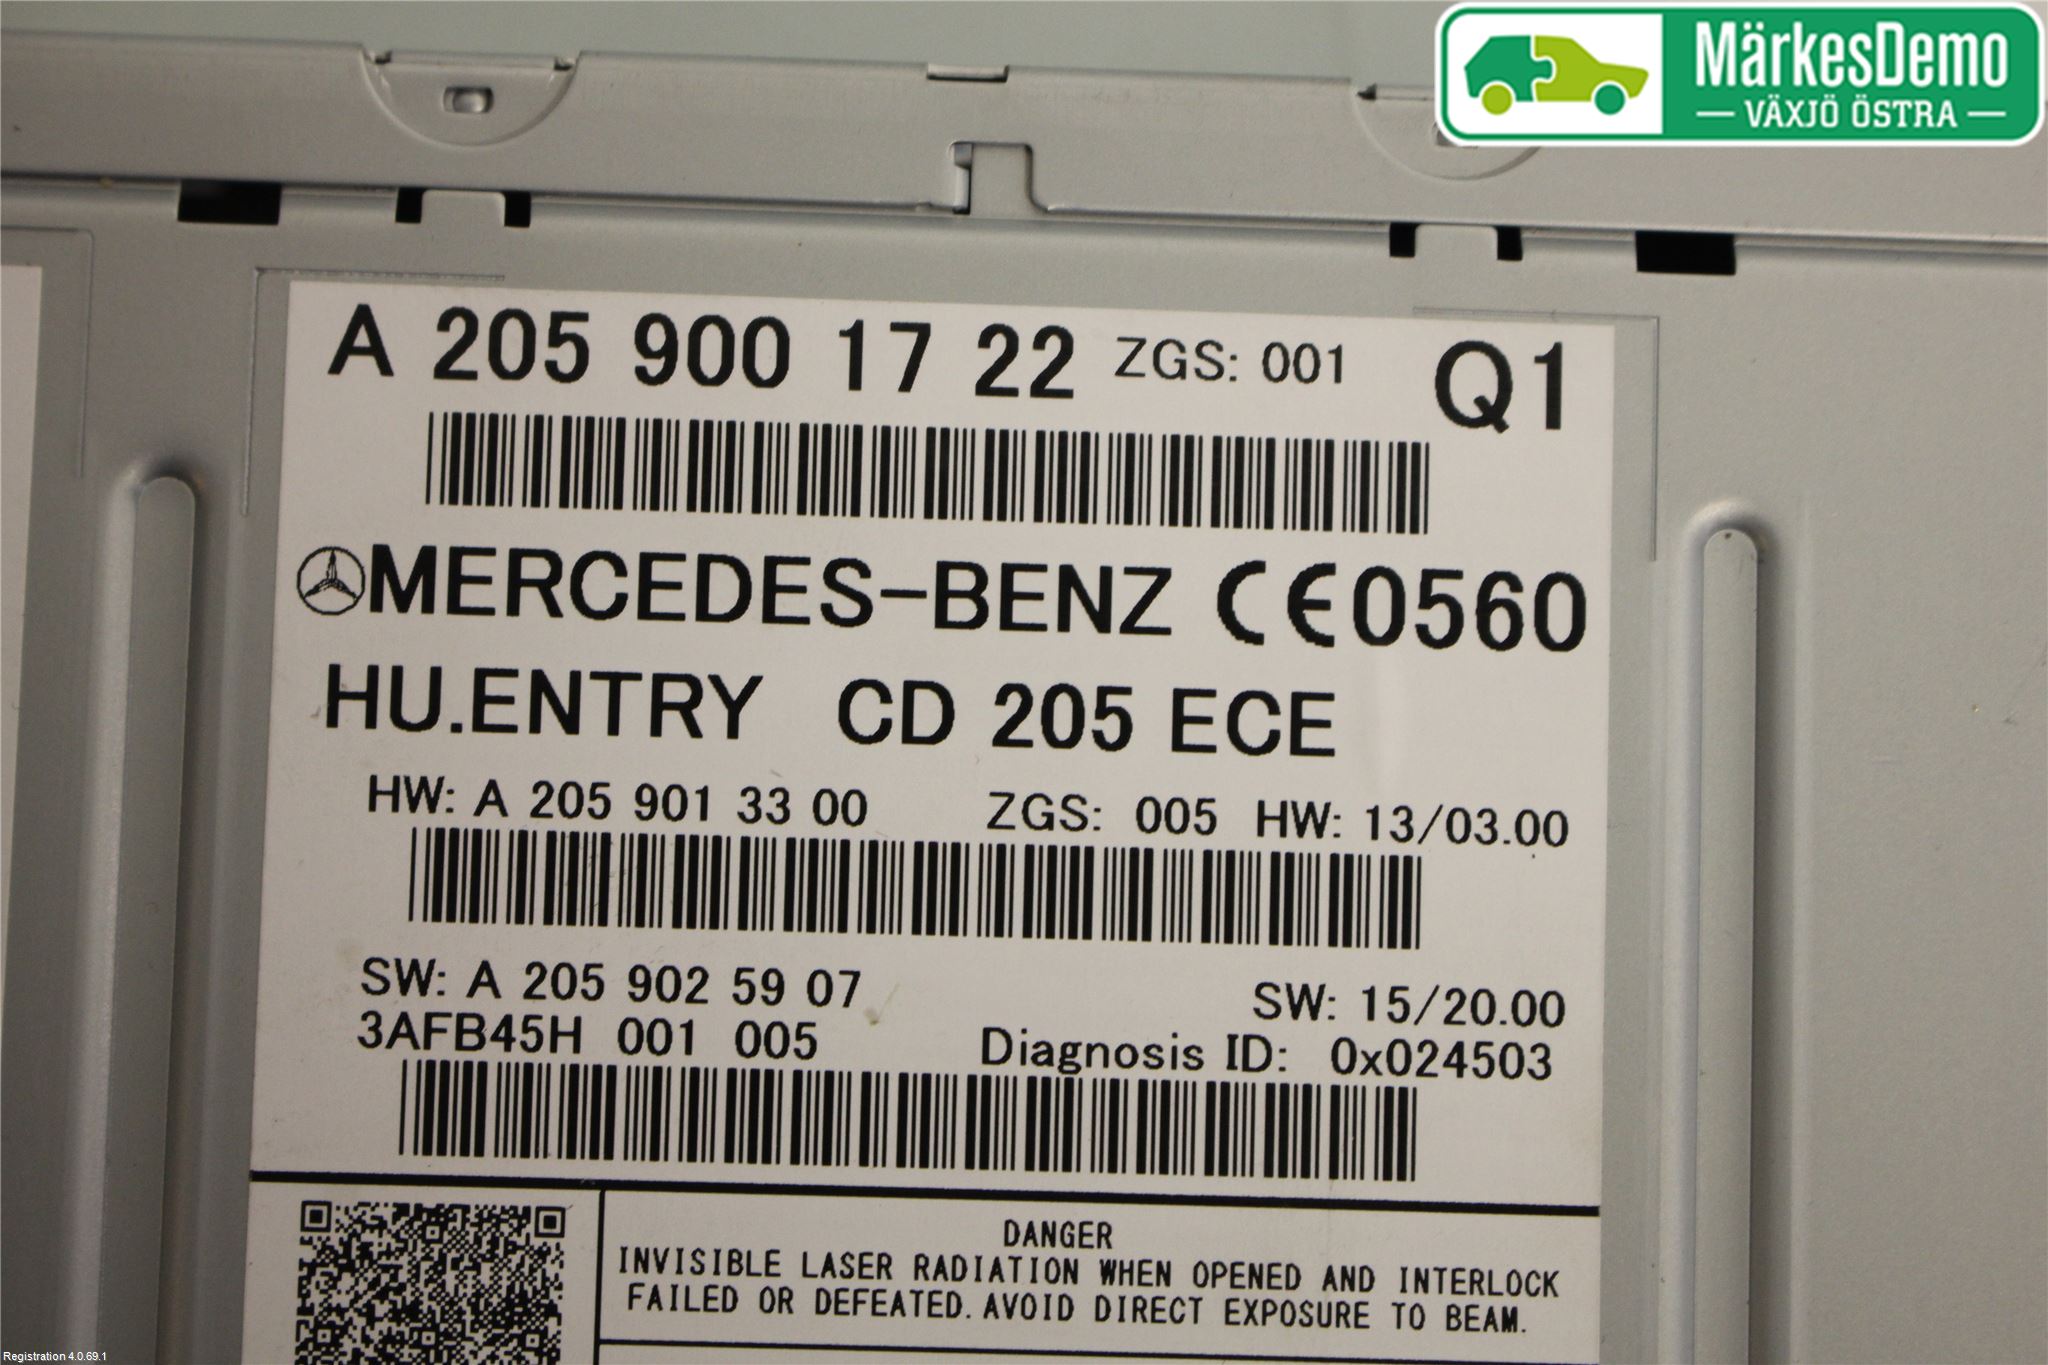 MärkesDemo
VÄXJÖ ÖSTRA
A 205 900 17 22 ZGS: 001 Q1
MERCEDES-BENZ CE0560
HU.ENTRY CD 205 ECE
HW: A 205 901 33 00 ZGS: 005 HW: 13/03.00
SW: A 205 902 59 07 SW: 15/20.00
3AFB45H 001 005 Diagnosis ID: 0x024503
DANGER
INVISIBLE LASER RADIATION WHEN OPENED AND INTERLOCK
FAILED OR DEFEATED. AVOID DIRECT EXPOSURE TO BEAM.
Registration 4.0.69.1